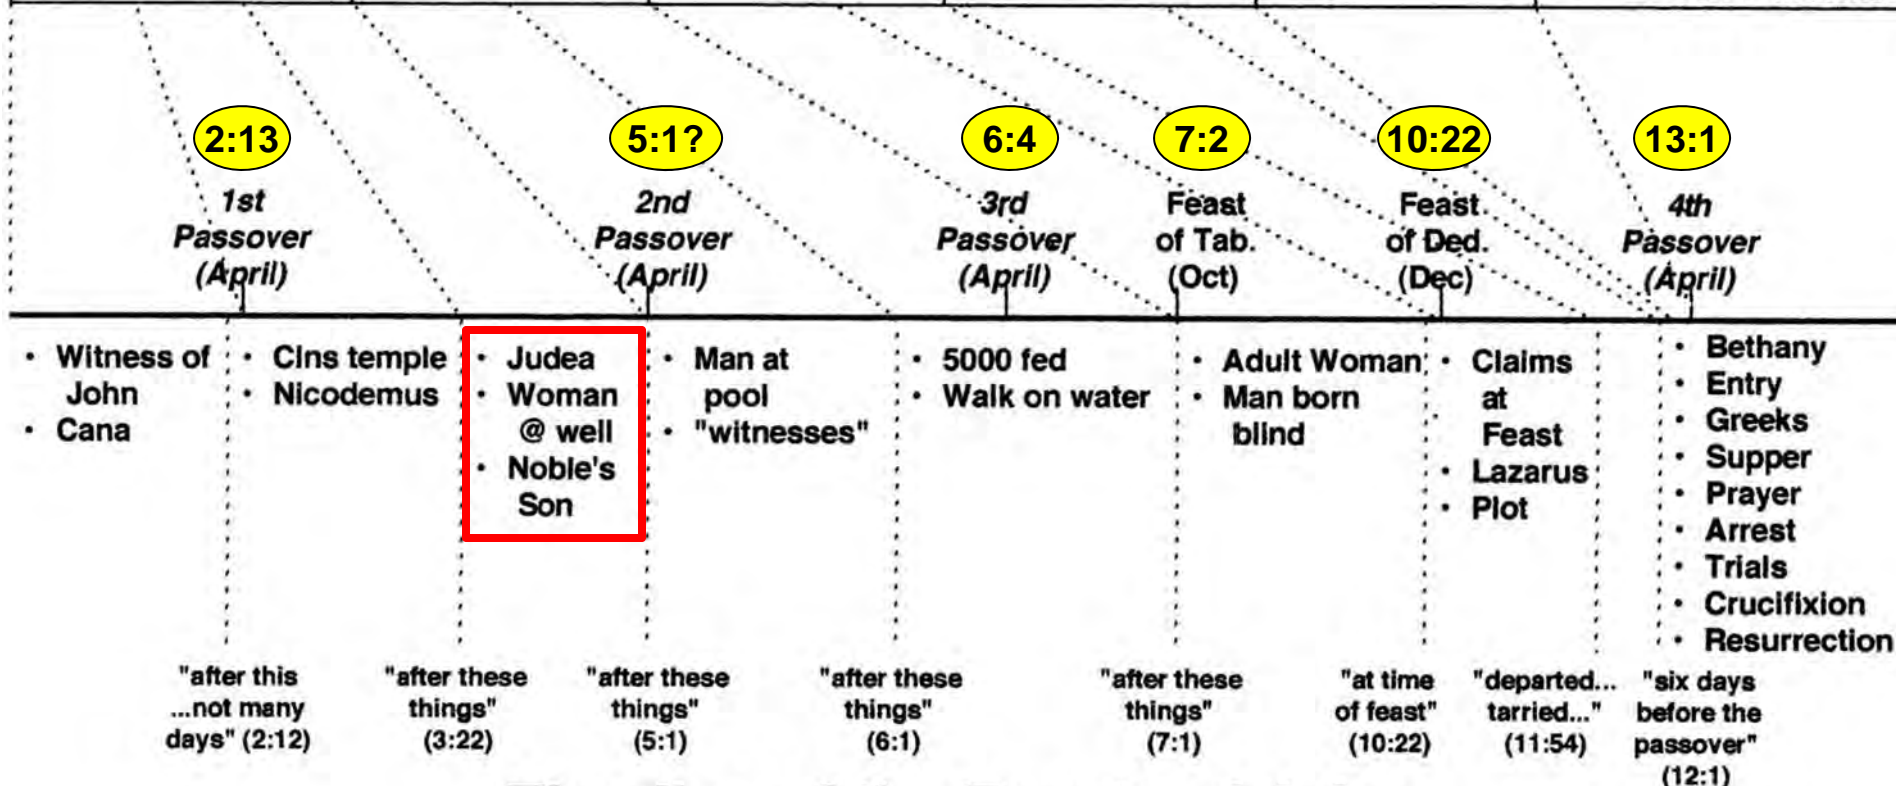 2:13
5:1?
6:4
7:2
10:22
13:1
1st
Passover
(April)
2nd
Passover
(April)
3rd
Passover
(April)
Feast
of Tab.
(Oct)
Feast
of Ded.
(Dec)
4th
Passover
(April)
• Witness of
John
• Cana
• Clns temple
• Nicodemus
• Judea
• Woman
@ well
• Noble's
Son
• Man at
pool
• "witnesses"
• 5000 fed
• Walk on water
• Adult Woman
• Man born
blind
• Claims
at
Feast
• Lazarus
• Plot
• Bethany
• Entry
• Greeks
• Supper
• Prayer
• Arrest
• Trials
• Crucifixion
• Resurrection
"after this
...not many
days" (2:12)
"after these
things"
(3:22)
"after these
things"
(5:1)
"after these
things"
(6:1)
"after these
things"
(7:1)
"at time
of feast"
(10:22)
"departed...
tarried..."
(11:54)
"six days
before the
passover"
(12:1)